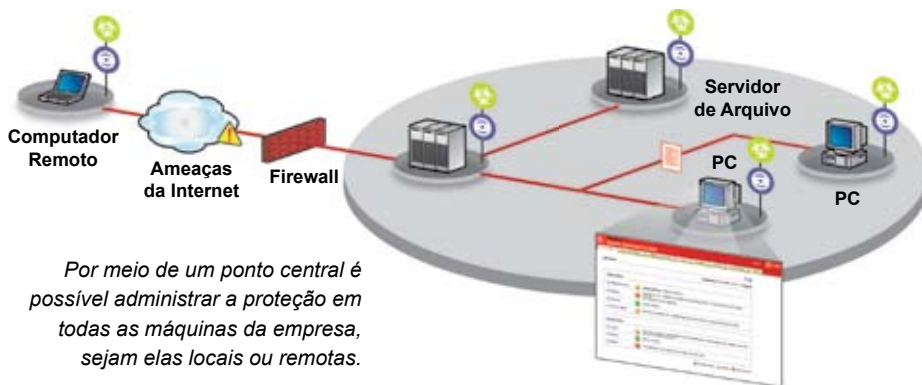 Computador
Remoto
Ameaças
da Internet
Firewall
Servidor
de Arquivo
PC
PC
Por meio de um ponto central é
possível administrar a proteção em
todas as máquinas da empresa,
sejam elas locais ou remotas.